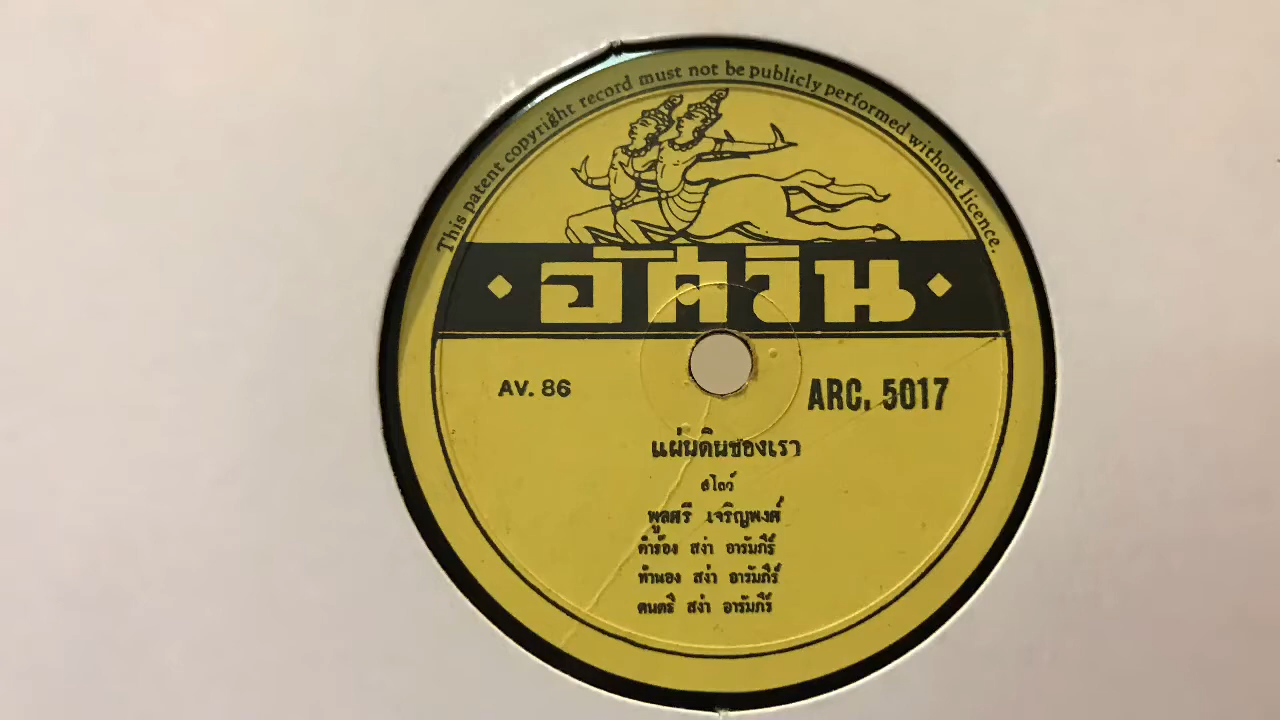 This patent copyright record must not be publicly performed without licence.
อัศวิน
AV. 86
ARC. 5017
แผ่นดินของเรา
สโลว์
พูลศรี เจริญพงศ์
คำร้อง สง่า อารัมภีร์
ทำนอง สง่า อารัมภีร์
ดนตรี สง่า อารัมภีร์